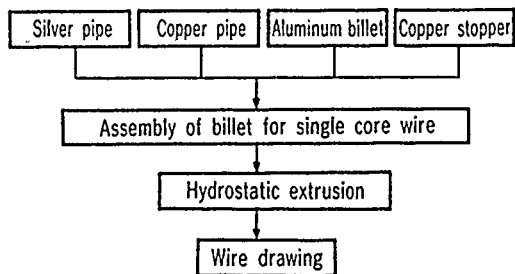 Silver pipe
Copper pipe
Aluminum billet
Copper stopper
Assembly of billet for single core wire
Hydrostatic extrusion
Wire drawing